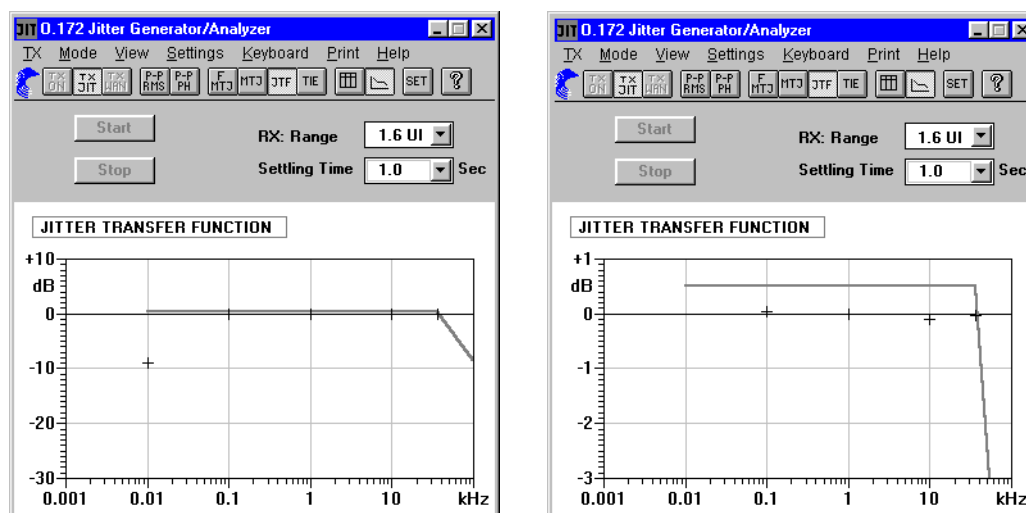 JIT O.172 Jitter Generator/Analyzer
TX Mode View Settings Keyboard Print Help
TX ON TX JIT TX WAN P-P RMS P-P PH F MTJ MTJ JTF TIE SET ?
Start
RX: Range 1.6 UI
Stop
Settling Time 1.0 Sec
JITTER TRANSFER FUNCTION
+10
dB
0
-10
-20
-30
0.001 0.01 0.1 1 10 kHz
JIT O.172 Jitter Generator/Analyzer
TX Mode View Settings Keyboard Print Help
TX ON TX JIT TX WAN P-P RMS P-P PH F MTJ MTJ JTF TIE SET ?
Start
RX: Range 1.6 UI
Stop
Settling Time 1.0 Sec
JITTER TRANSFER FUNCTION
+1
dB
0
-1
-2
-3
0.001 0.01 0.1 1 10 kHz